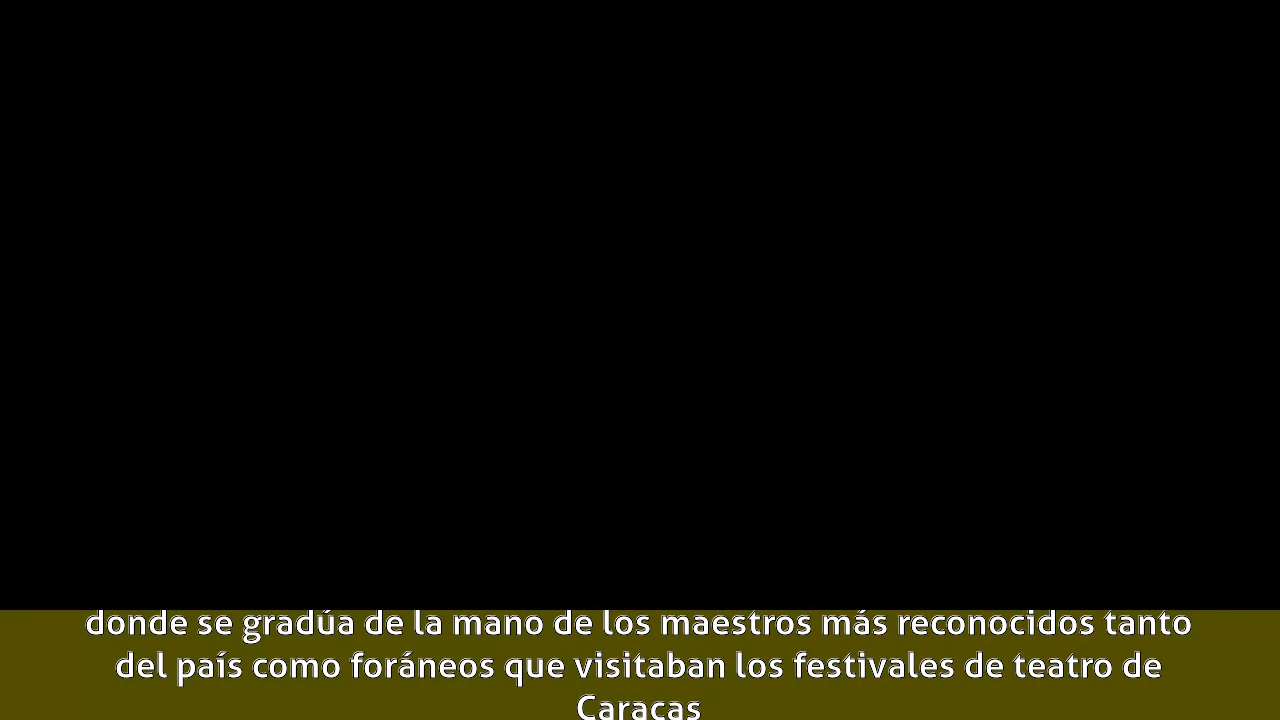 donde se gradúa de la mano de los maestros más reconocidos tanto
del país como foráneos que visitaban los festivales de teatro de
Caracas